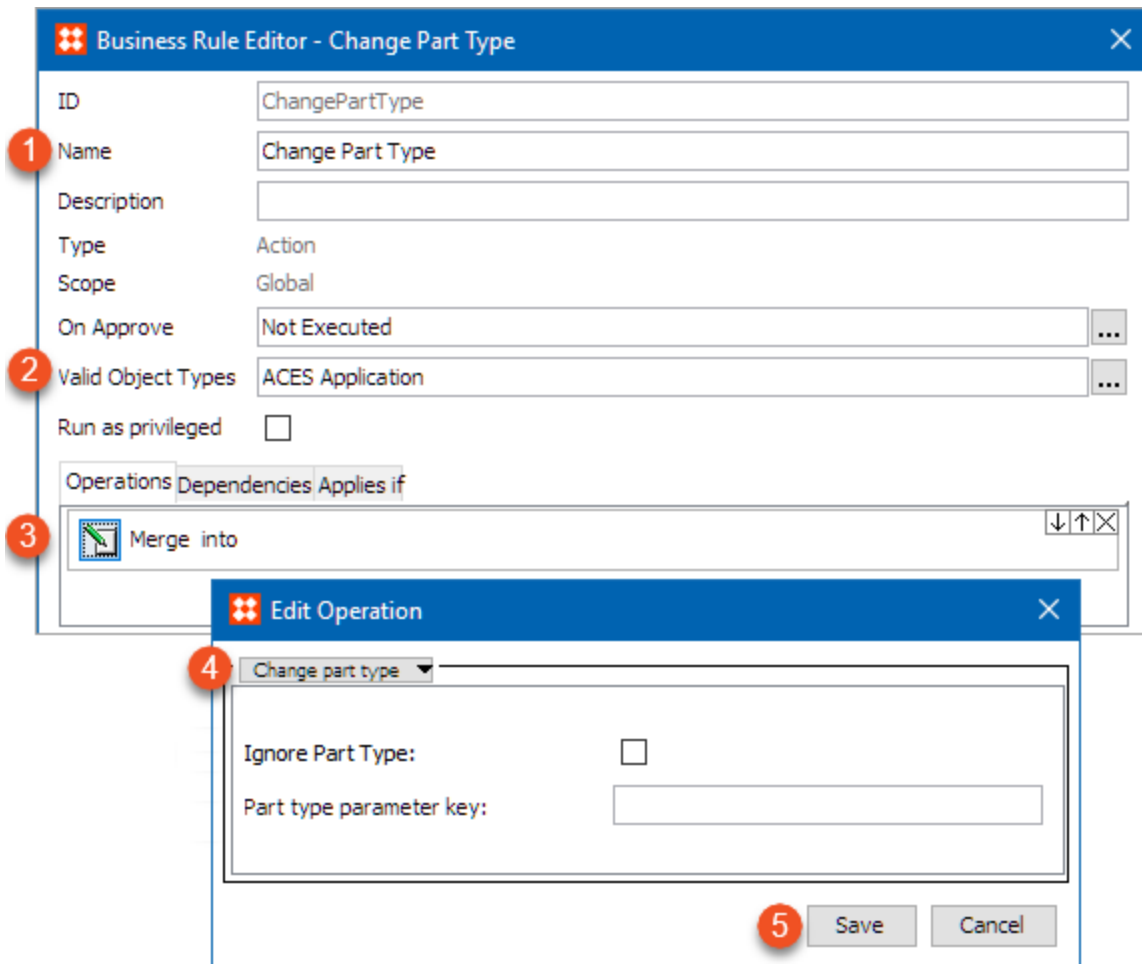 Business Rule Editor - Change Part Type
ID ChangePartType
1 Name Change Part Type
Description
Type Action
Scope Global
On Approve Not Executed ...
2 Valid Object Types ACES Application ...
Run as privileged
Operations Dependencies Applies if
3 Merge into
Edit Operation
4 Change part type
Ignore Part Type:
Part type parameter key:
5 Save Cancel